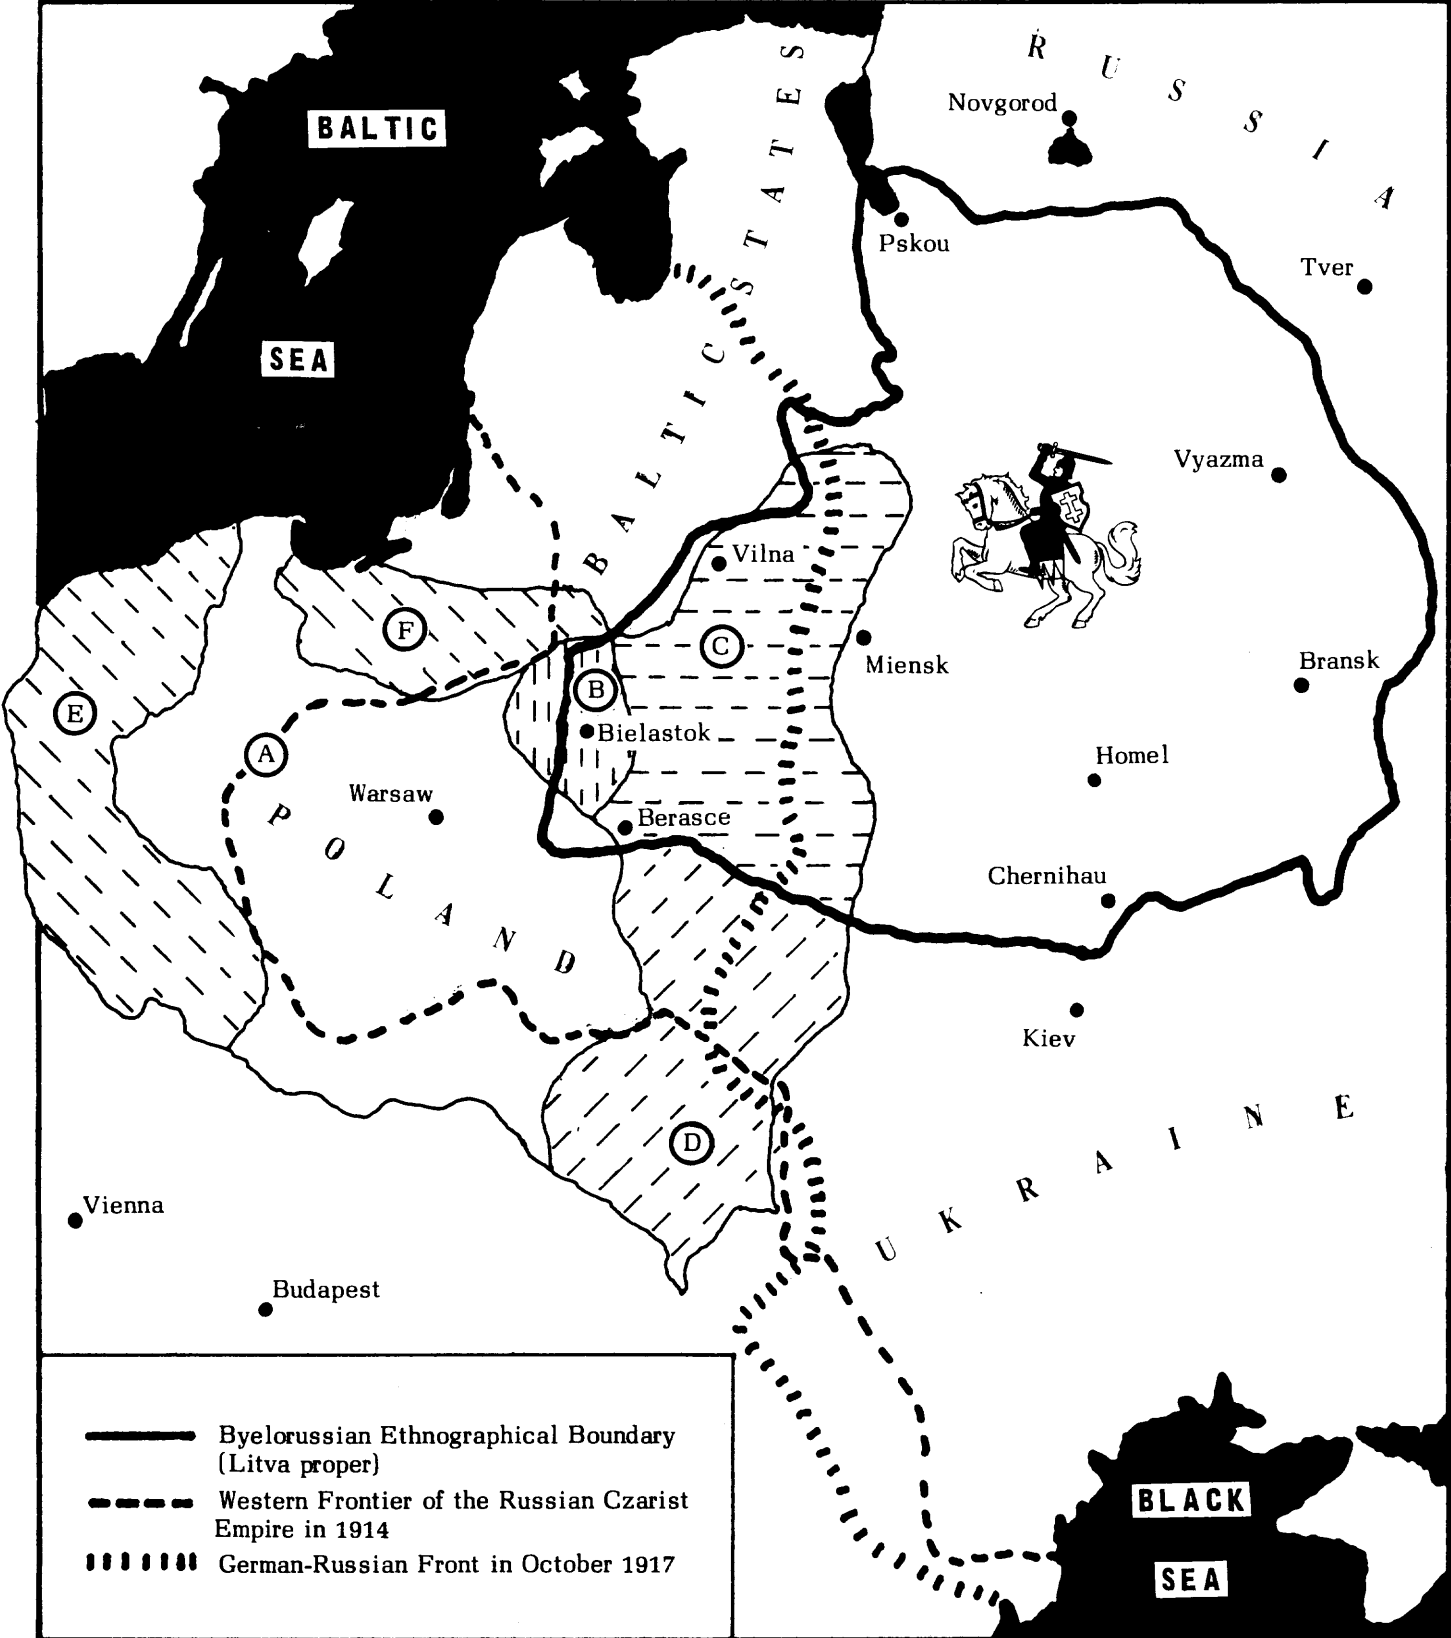 RUSSIA
BALTIC STATES
BALTIC
SEA
Novgorod
Pskou
Tver
Vyazma
Vilna
F
C
Miensk
Bransk
E
B
Bielastok
A
Homel
Warsaw
Berasce
POLAND
Chernihau
Kiev
D
UKRAINE
Vienna
Budapest
BLACK
SEA
Byelorussian Ethnographical Boundary
(Litva proper)
Western Frontier of the Russian Czarist
Empire in 1914
German-Russian Front in October 1917